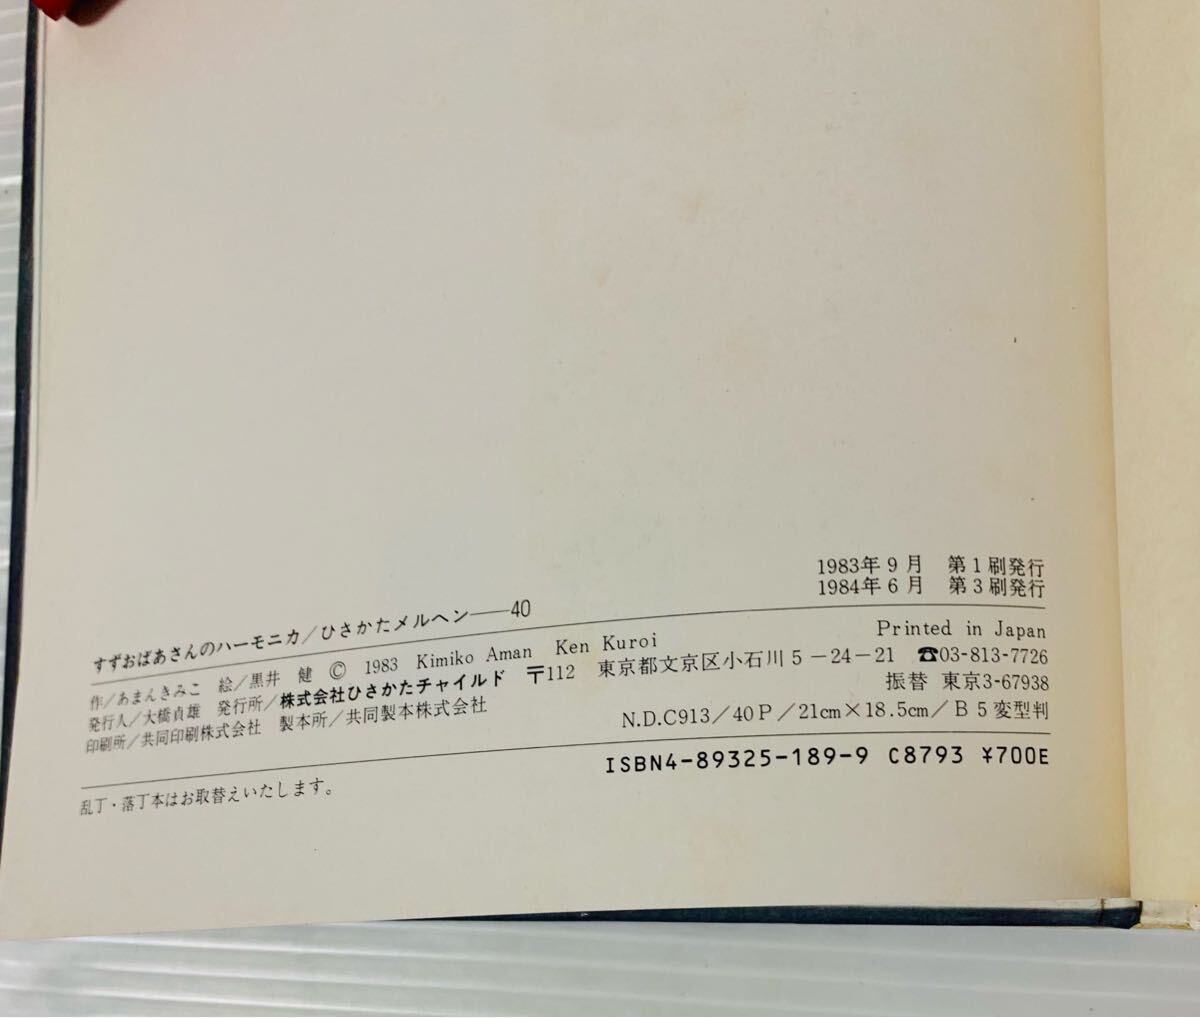 1983年9月　第1刷発行
1984年6月　第3刷発行
すずおばあさんのハーモニカ／ひさかたメルヘン──40
作／あまんきみこ　絵／黒井　健　Ⓒ 1983 Kimiko Aman　Ken Kuroi　Printed in Japan
発行人／大橋貞雄　発行所／株式会社ひさかたチャイルド　〒112　東京都文京区小石川5－24－21　☎03-813-7726
振替 東京3-67938
印刷所／共同印刷株式会社　製本所／共同製本株式会社　N.D.C913／40P／21cm×18.5cm／B5変型判
ISBN4-89325-189-9 C8793 ¥700E
乱丁・落丁本はお取替えいたします。